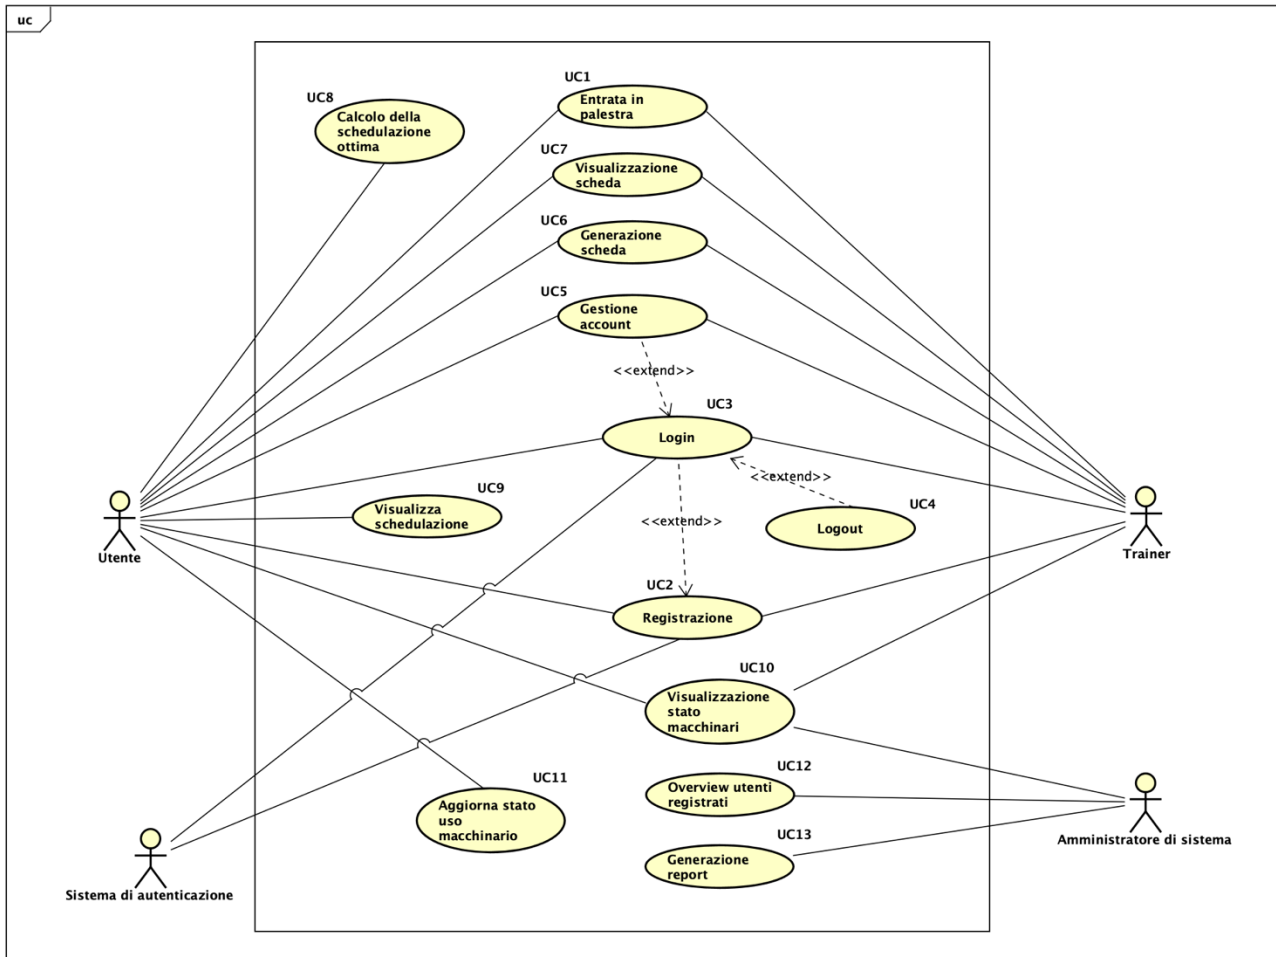 uc
UC1
Entrata in
palestra
UC8
Calcolo della
schedulazione
ottima
UC7
Visualizzazione
scheda
UC6
Generazione
scheda
UC5
Gestione
account
<<extend>>
UC3
Login
<<extend>>
UC9
Visualizza
schedulazione
UC4
Logout
<<extend>>
Utente
Trainer
UC2
Registrazione
UC10
Visualizzazione
stato
macchinari
UC11
Aggiorna stato
uso
macchinario
UC12
Overview utenti
registrati
UC13
Generazione
report
Amministratore di sistema
Sistema di autenticazione